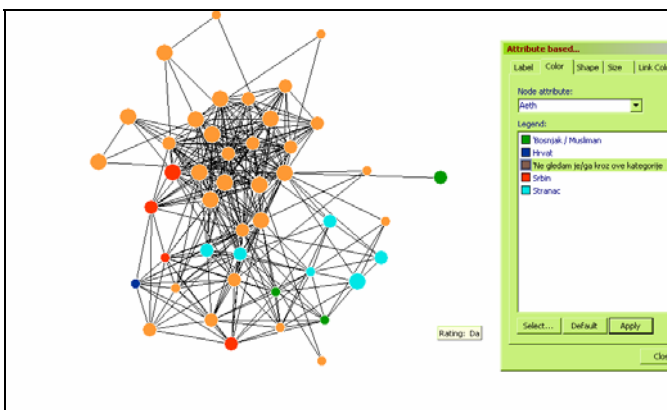 Attribute based...
Label Color Shape Size Link Colo
Node attribute:
Aeth
Legend:
'Bosnjak / Musliman
Hrvat
'Ne gledam je/ga kroz ove kategorije
Srbin
Stranac
Select... Default Apply
Rating: Da
Clos